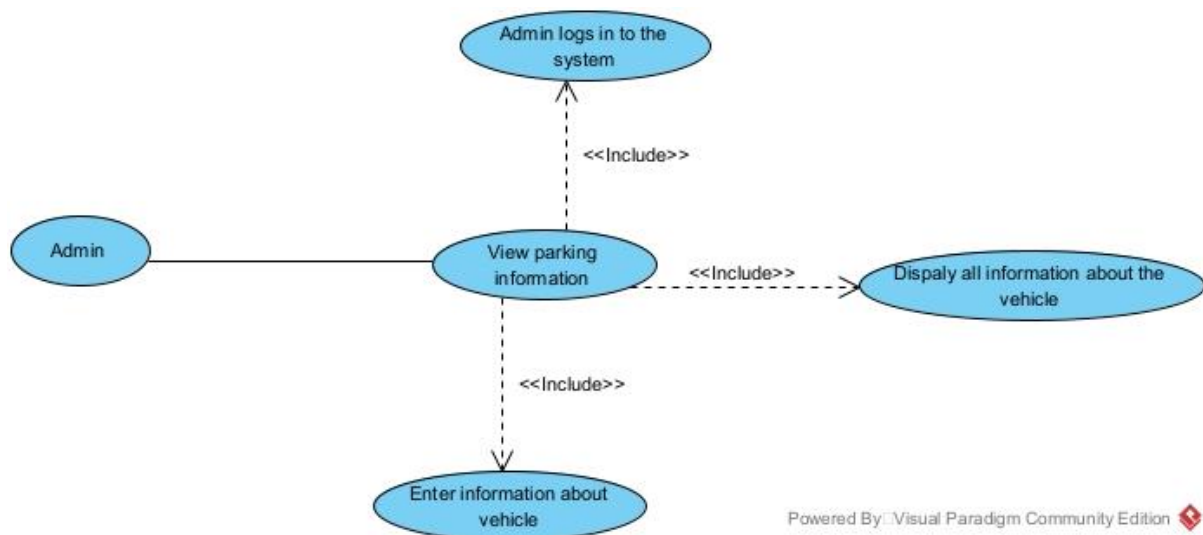 Admin logs in to the
system
<<Include>>
Admin
View parking
information
<<Include>>
Dispaly all information about the
vehicle
<<Include>>
Enter information about
vehicle
Powered By Visual Paradigm Community Edition